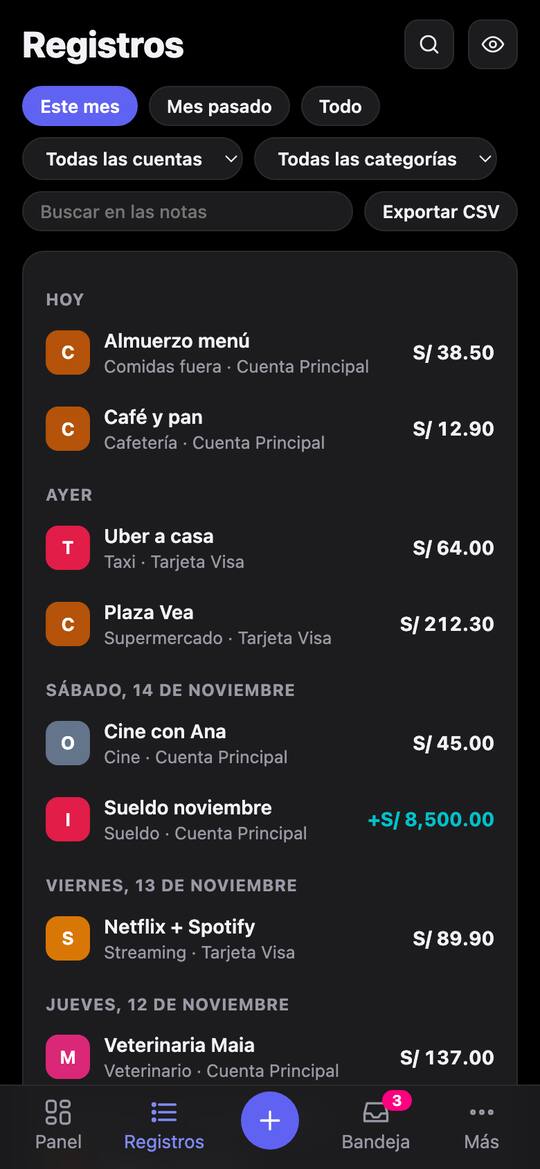 Registros
Este mes
Mes pasado
Todo
Todas las cuentas
Todas las categorías
Buscar en las notas
Exportar CSV
HOY
C
Almuerzo menú
S/ 38.50
Comidas fuera · Cuenta Principal
C
Café y pan
S/ 12.90
Cafetería · Cuenta Principal
AYER
T
Uber a casa
S/ 64.00
Taxi · Tarjeta Visa
C
Plaza Vea
S/ 212.30
Supermercado · Tarjeta Visa
SÁBADO, 14 DE NOVIEMBRE
O
Cine con Ana
S/ 45.00
Cine · Cuenta Principal
I
Sueldo noviembre
+S/ 8,500.00
Sueldo · Cuenta Principal
VIERNES, 13 DE NOVIEMBRE
S
Netflix + Spotify
S/ 89.90
Streaming · Tarjeta Visa
JUEVES, 12 DE NOVIEMBRE
M
Veterinaria Maia
S/ 137.00
Veterinario · Cuenta Principal
3
Panel
Registros
Bandeja
Más